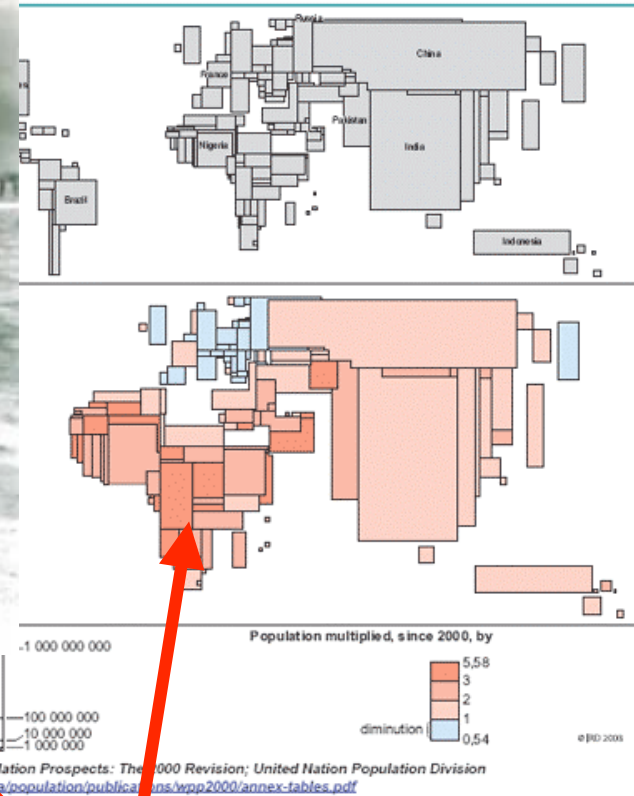 Russia
China
France
Pakistan
Nigeria
India
Brazil
Indonesia
Population multiplied, since 2000, by
1 000 000 000
5,58
3
2
1
100 000 000
10 000 000
1 000 000
diminution
0,54
© IRD 2003
ation Prospects: The 2000 Revision; United Nation Population Division
a/population/publications/wpp2000/annex-tables.pdf